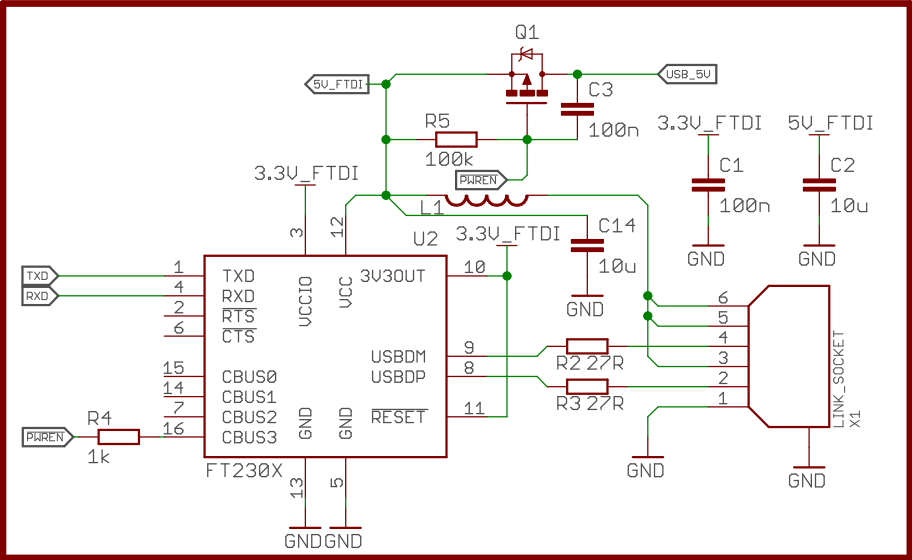 Q1
5V_FTDI
USB_5V
C3
100n
R5
100k
PWREN
3.3V_FTDI
5V_FTDI
C1
100n
GND
C2
10u
GND
3.3V_FTDI
3
12
L1
U2
3.3V_FTDI
C14
10u
GND
TXD
RXD
1
4
2
6
15
14
7
16
TXD
RXD
RTS
CTS
CBUS0
CBUS1
CBUS2
CBUS3
VCCIO
VCC
GND
GND
3V3OUT
USBDM
USBDP
RESET
10
9
8
11
R2 27R
R3 27R
6
5
4
3
2
1
LINK_SOCKET
X1
GND
GND
PWREN
R4
1k
FT230X
13
5
GND
GND